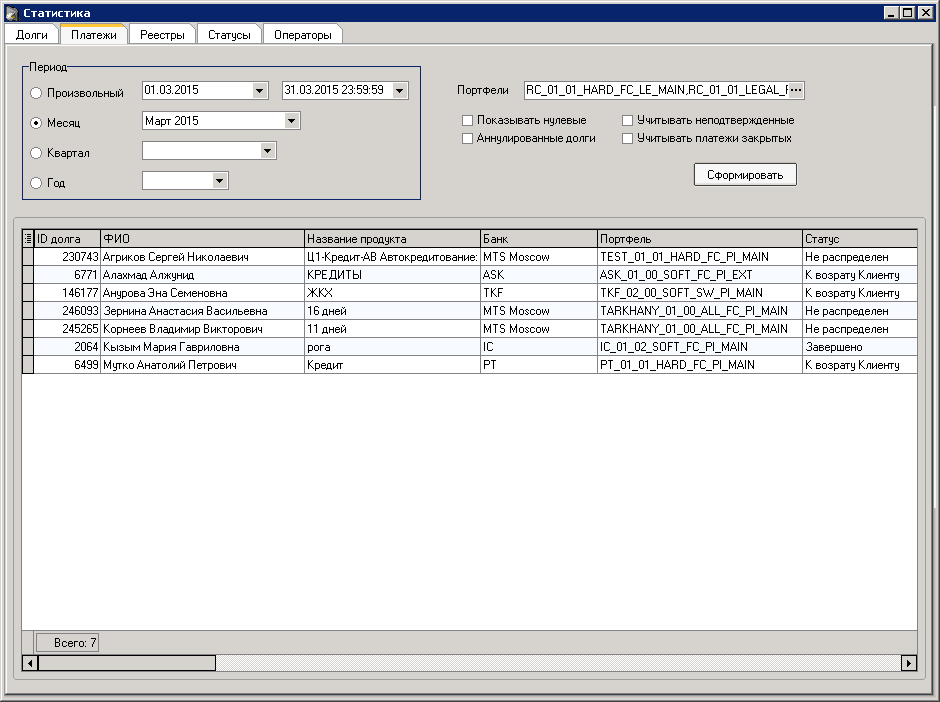 Статистика
Долги Платежи Реестры Статусы Операторы
Период
Произвольный 01.03.2015 31.03.2015 23:59:59
Месяц Март 2015
Квартал
Год
Портфели RC_01_01_HARD_FC_LE_MAIN,RC_01_01_LEGAL_F ...
Показывать нулевые Учитывать неподтвержденные
Аннулированные долги Учитывать платежи закрытых
Сформировать
ID долга ФИО Название продукта Банк Портфель Статус
230743 Агриков Сергей Николаевич Ц1-Кредит-АВ Автокредитование: MTS Moscow TEST_01_01_HARD_FC_PI_MAIN Не распределен
6771 Алахмад Алжунид КРЕДИТЫ ASK ASK_01_00_SOFT_FC_PI_EXT К возрату Клиенту
146177 Анурова Эна Семеновна ЖКХ TKF TKF_02_00_SOFT_SW_PI_MAIN К возрату Клиенту
246093 Зернина Анастасия Васильевна 16 дней MTS Moscow TARKHANY_01_00_ALL_FC_PI_MAIN Не распределен
245265 Корнеев Владимир Викторович 11 дней MTS Moscow TARKHANY_01_00_ALL_FC_PI_MAIN Не распределен
2064 Кызым Мария Гавриловна рога IC IC_01_02_SOFT_FC_PI_MAIN Завершено
6499 Мутко Анатолий Петрович Кредит PT PT_01_01_HARD_FC_PI_MAIN К возрату Клиенту
Всего: 7